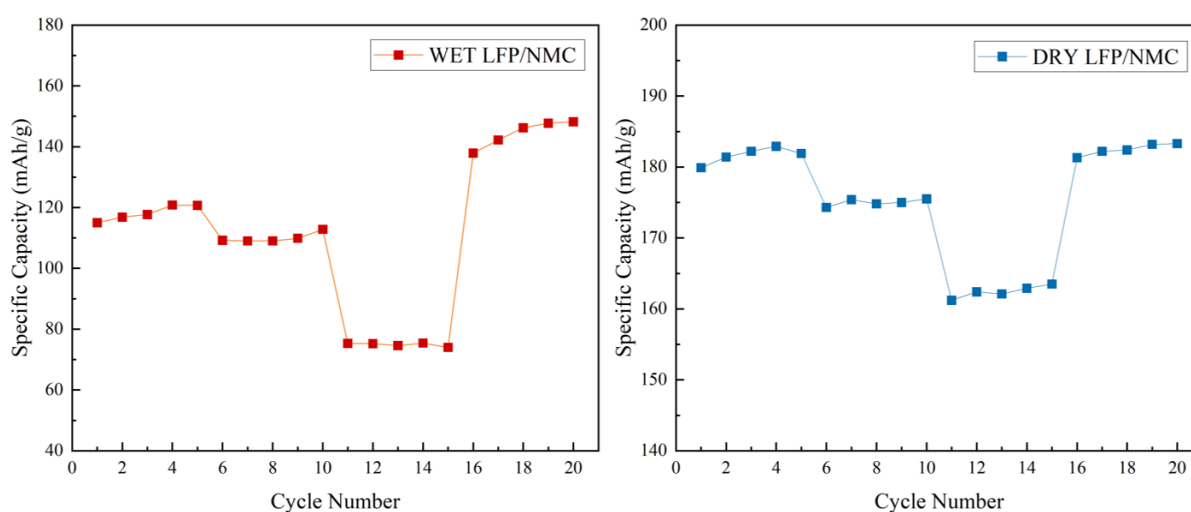 WET LFP/NMC
Specific Capacity (mAh/g)
180
160
140
120
100
80
60
40
0 2 4 6 8 10 12 14 16 18 20
Cycle Number
DRY LFP/NMC
Specific Capacity (mAh/g)
200
190
180
170
160
150
140
0 2 4 6 8 10 12 14 16 18 20
Cycle Number